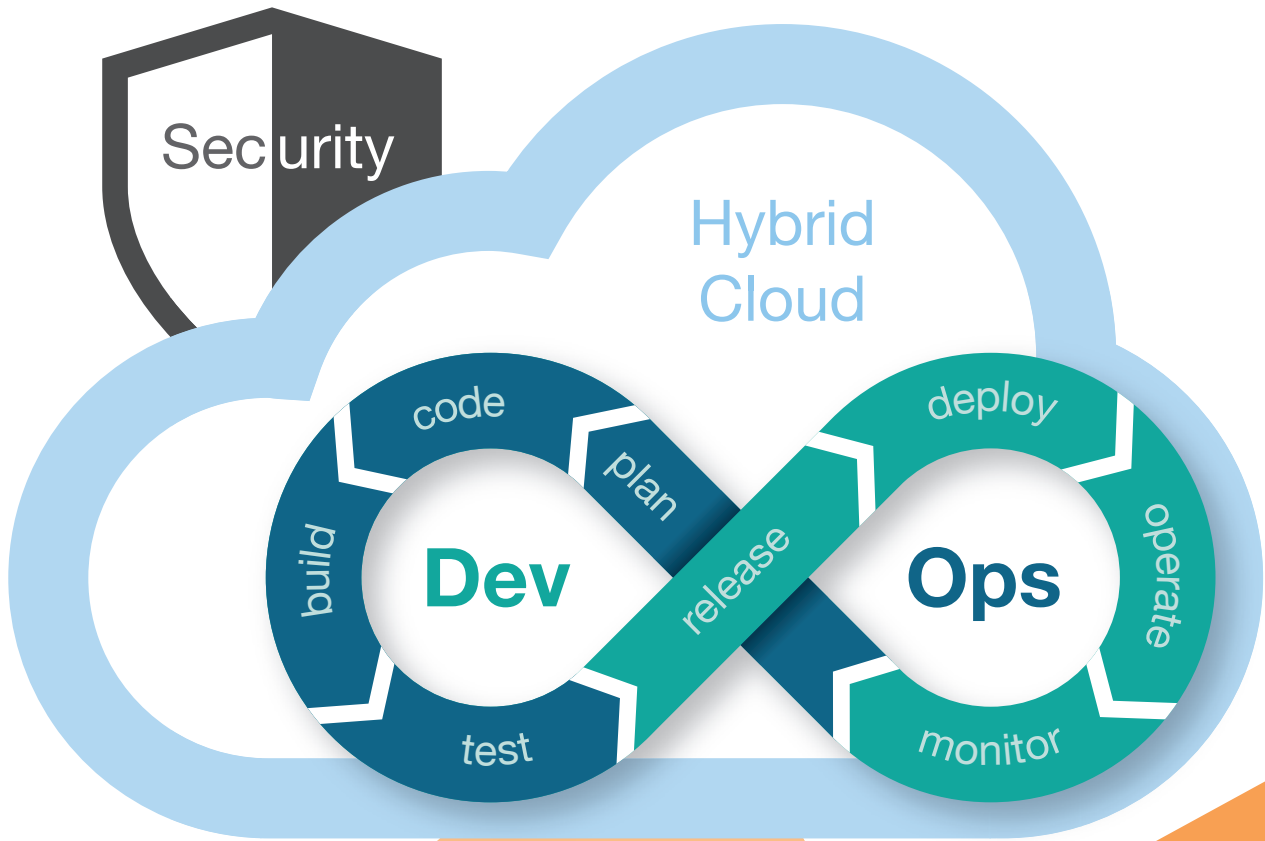 Security
Hybrid
Cloud
code
plan
deploy
build
Dev
release
Ops
operate
test
monitor